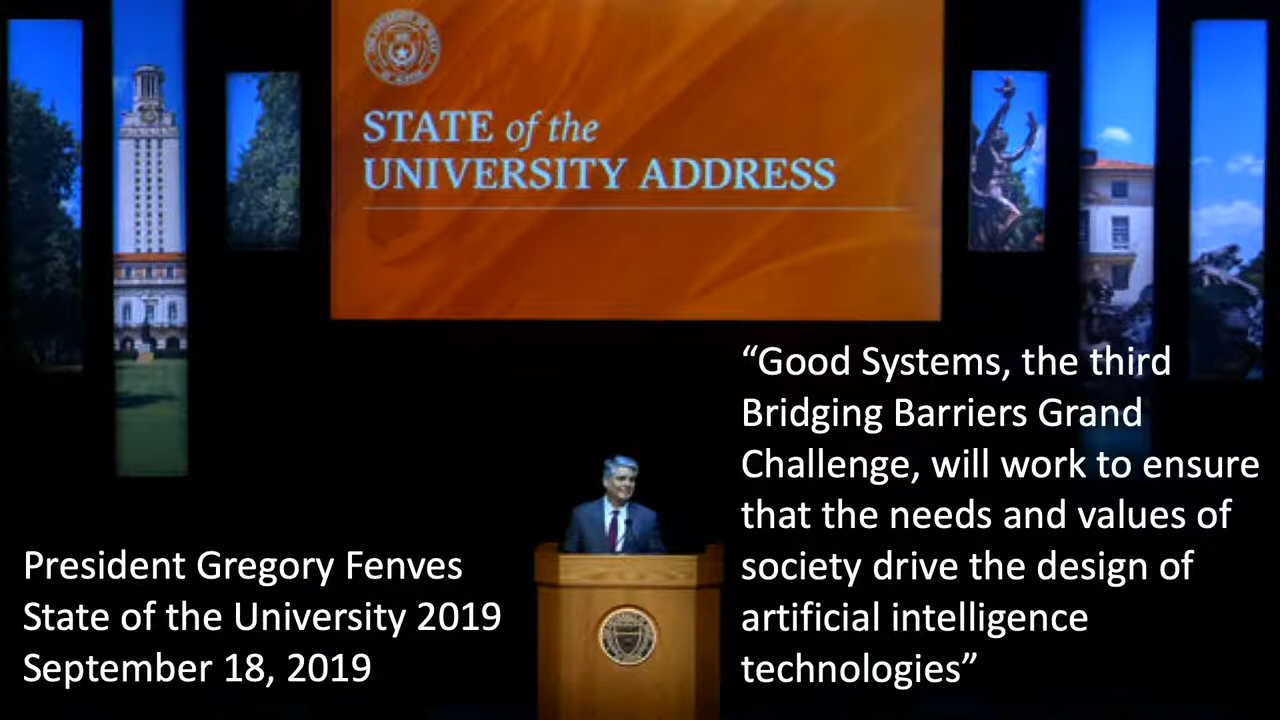 STATE of the
UNIVERSITY ADDRESS
“Good Systems, the third
Bridging Barriers Grand
Challenge, will work to ensure
that the needs and values of
society drive the design of
artificial intelligence
technologies”
President Gregory Fenves
State of the University 2019
September 18, 2019